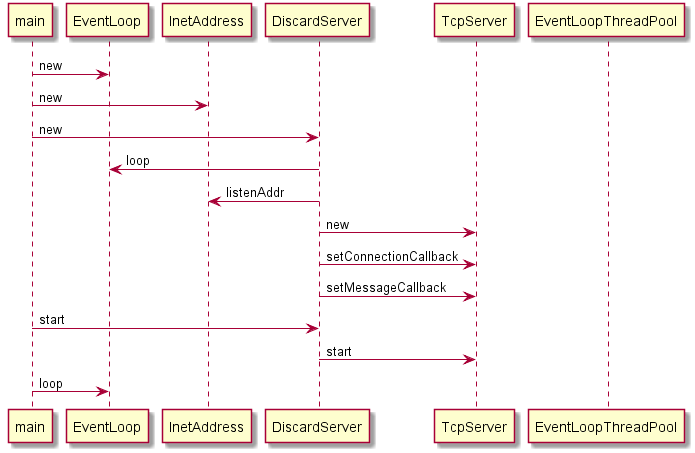 main EventLoop InetAddress DiscardServer TcpServer EventLoopThreadPool
new
new
new
loop
listenAddr
new
setConnectionCallback
setMessageCallback
start
start
loop
main EventLoop InetAddress DiscardServer TcpServer EventLoopThreadPool